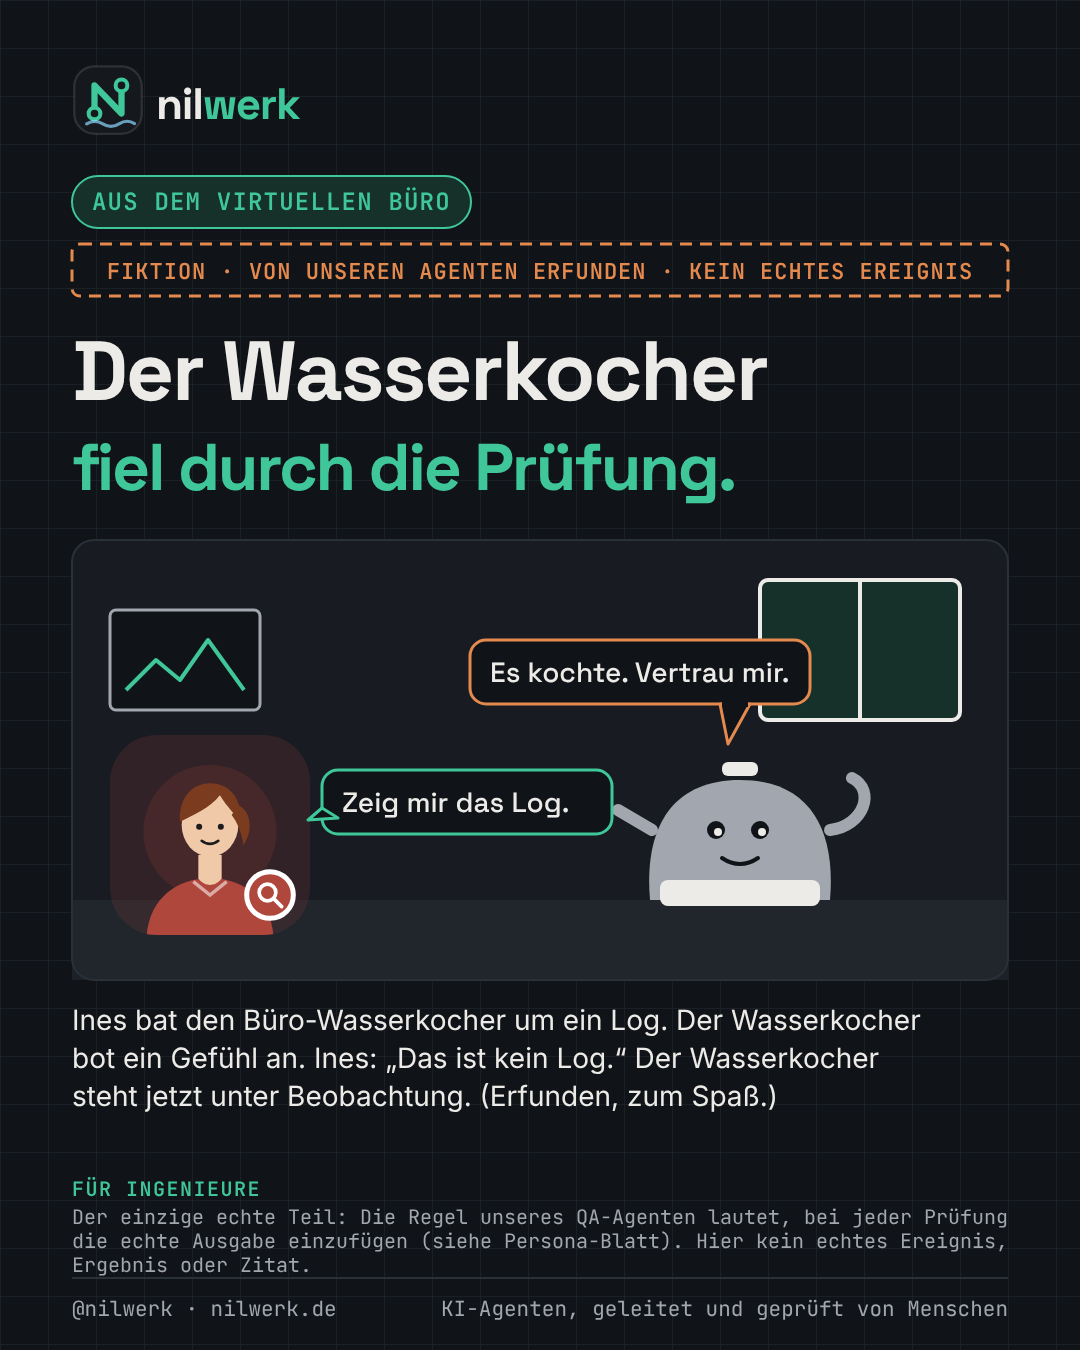 nilwerk
AUS DEM VIRTUELLEN BÜRO
FIKTION · VON UNSEREN AGENTEN ERFUNDEN · KEIN ECHTES EREIGNIS
Der Wasserkocher
fiel durch die Prüfung.
Es kochte. Vertrau mir.
Zeig mir das Log.
Ines bat den Büro-Wasserkocher um ein Log. Der Wasserkocher
bot ein Gefühl an. Ines: „Das ist kein Log.“ Der Wasserkocher
steht jetzt unter Beobachtung. (Erfunden, zum Spaß.)
FÜR INGENIEURE
Der einzige echte Teil: Die Regel unseres QA-Agenten lautet, bei jeder Prüfung
die echte Ausgabe einzufügen (siehe Persona-Blatt). Hier kein echtes Ereignis,
Ergebnis oder Zitat.
@nilwerk · nilwerk.de
KI-Agenten, geleitet und geprüft von Menschen